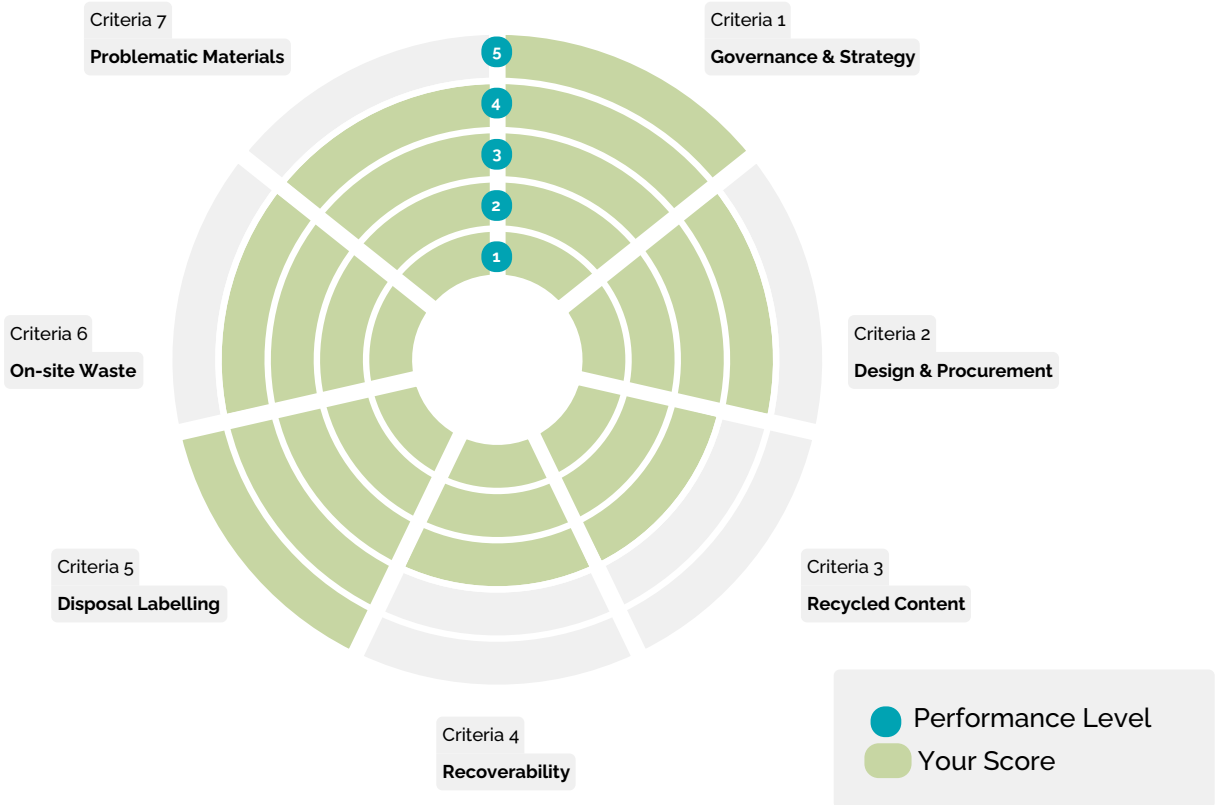 Criteria 7
Problematic Materials
Criteria 1
Governance & Strategy
5
4
3
2
1
Criteria 6
On-site Waste
Criteria 2
Design & Procurement
Criteria 5
Disposal Labelling
Criteria 3
Recycled Content
Criteria 4
Recoverability
Performance Level
Your Score